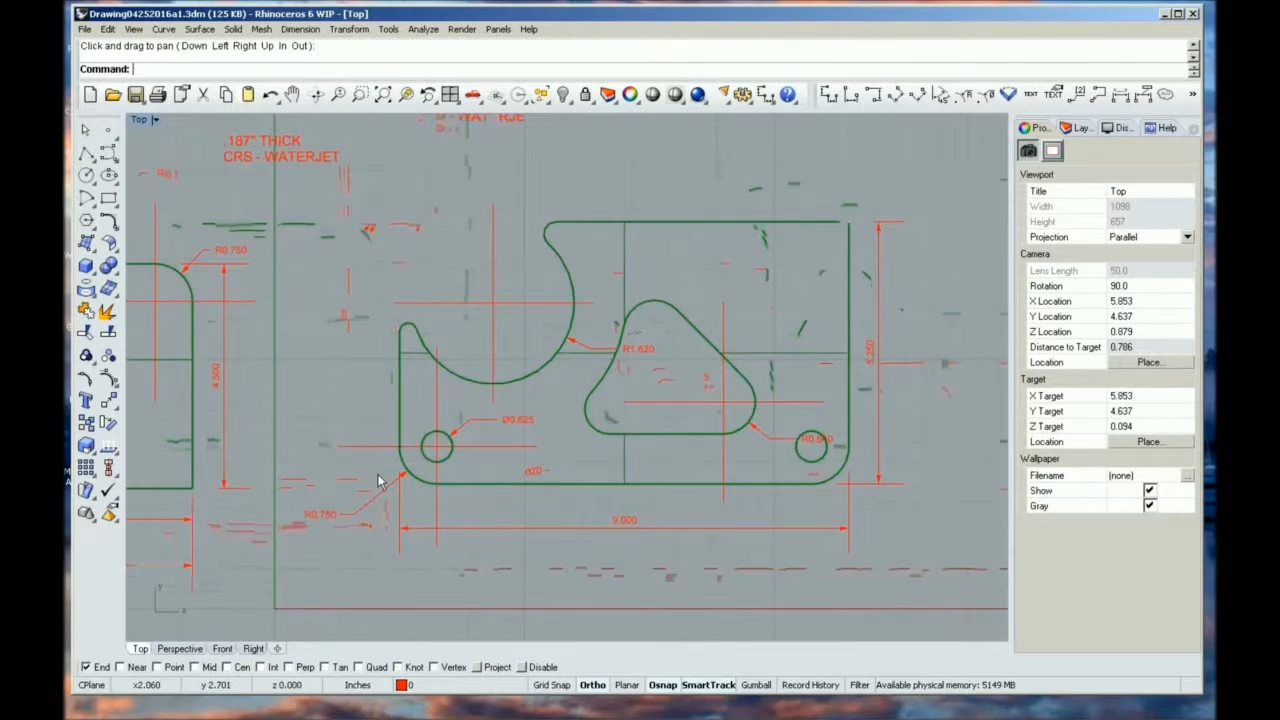 Drawing04252016a1.3dm (125 KB) - Rhinoceros 6 WIP - [Top]
File Edit View Curve Surface Solid Mesh Dimension Transform Tools Analyze Render Panels Help
Click and drag to pan ( Down Left Right Up In Out ):
Command:
TEXT TEXT
Top
Pro... Lay... Dis... Help
.187" THICK
CRS - WATERJET
R0.750
4.500
R1.620
5.250
Ø0.625
R0.750
9.000
Viewport
Title Top
Width 1098
Height 657
Projection Parallel
Camera
Lens Length 50.0
Rotation 90.0
X Location 5.853
Y Location 4.637
Z Location 0.879
Distance to Target 0.786
Location Place...
Target
X Target 5.853
Y Target 4.637
Z Target 0.094
Location Place...
Wallpaper
Filename (none) ...
Show
Gray
y
x
Top Perspective Front Right
End Near Point Mid Cen Int Perp Tan Quad Knot Vertex Project Disable
CPlane x2.060 y 2.701 z 0.000 Inches 0 Grid Snap Ortho Planar Osnap SmartTrack Gumball Record History Filter Available physical memory: 5149 MB